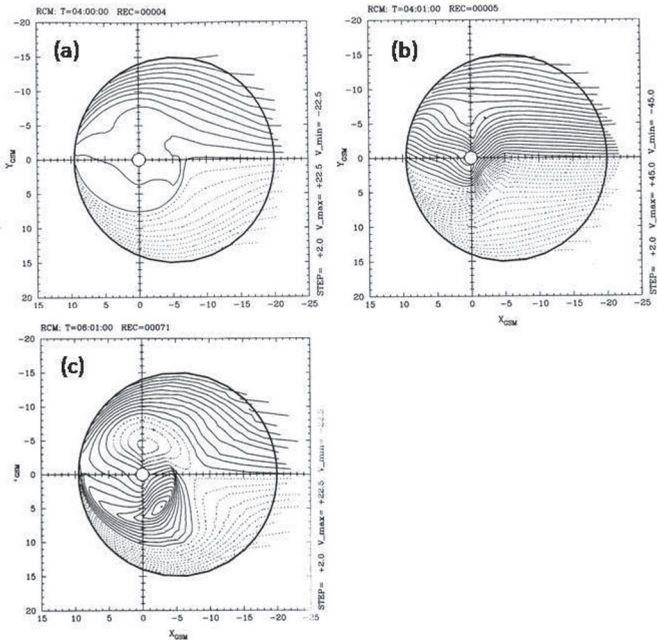 RCM: T=04:00:00 REC=00004
(a)
-20
-15
-10
-5
0
5
10
15
20
15 10 5 0 -5 -10 -15 -20 -25
Y_GSM
STEP= +2.0 V_max= +22.5 V_min= -22.5
RCM: T=04:01:00 REC=00005
(b)
-20
-15
-10
-5
0
5
10
15
20
15 10 5 0 -5 -10 -15 -20 -25
Y_GSM
X_GSM
STEP= +2.0 V_max= +45.0 V_min= -45.0
RCM: T=06:01:00 REC=00071
(c)
-20
-15
-10
-5
0
5
10
15
20
15 10 5 0 -5 -10 -15 -20 -25
GSM
X_GSM
STEP= +2.0 V_max= +22.5 V_min=